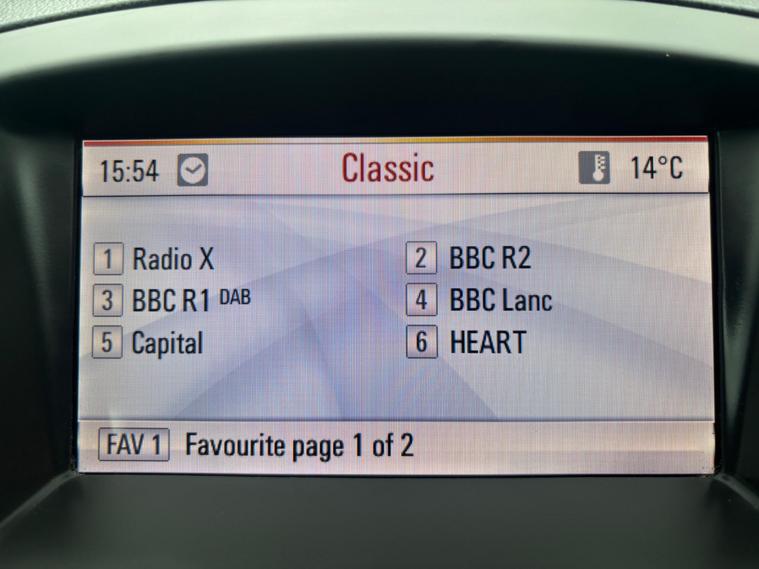 15:54 Classic 14°C
1 Radio X 2 BBC R2
3 BBC R1 DAB 4 BBC Lanc
5 Capital 6 HEART
FAV 1 Favourite page 1 of 2